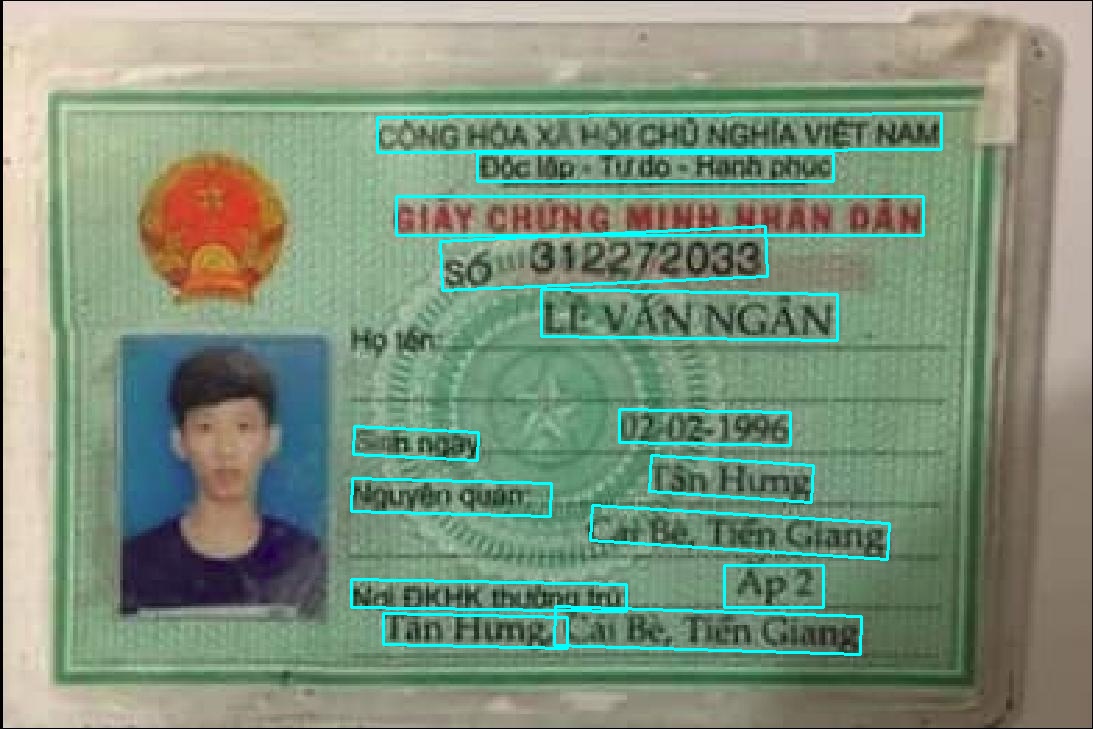 CỘNG HÒA XÃ HỘI CHỦ NGHĨA VIỆT NAM
Độc lập - Tự do - Hạnh phúc
GIẤY CHỨNG MINH NHÂN DÂN
SỐ 312272033
Họ tên: LÊ VĂN NGÂN
Sinh ngày 02-02-1996
Nguyên quán: Tân Hưng
Cái Bè, Tiền Giang
Nơi ĐKHK thường trú Ấp 2
Tân Hưng, Cái Bè, Tiền Giang